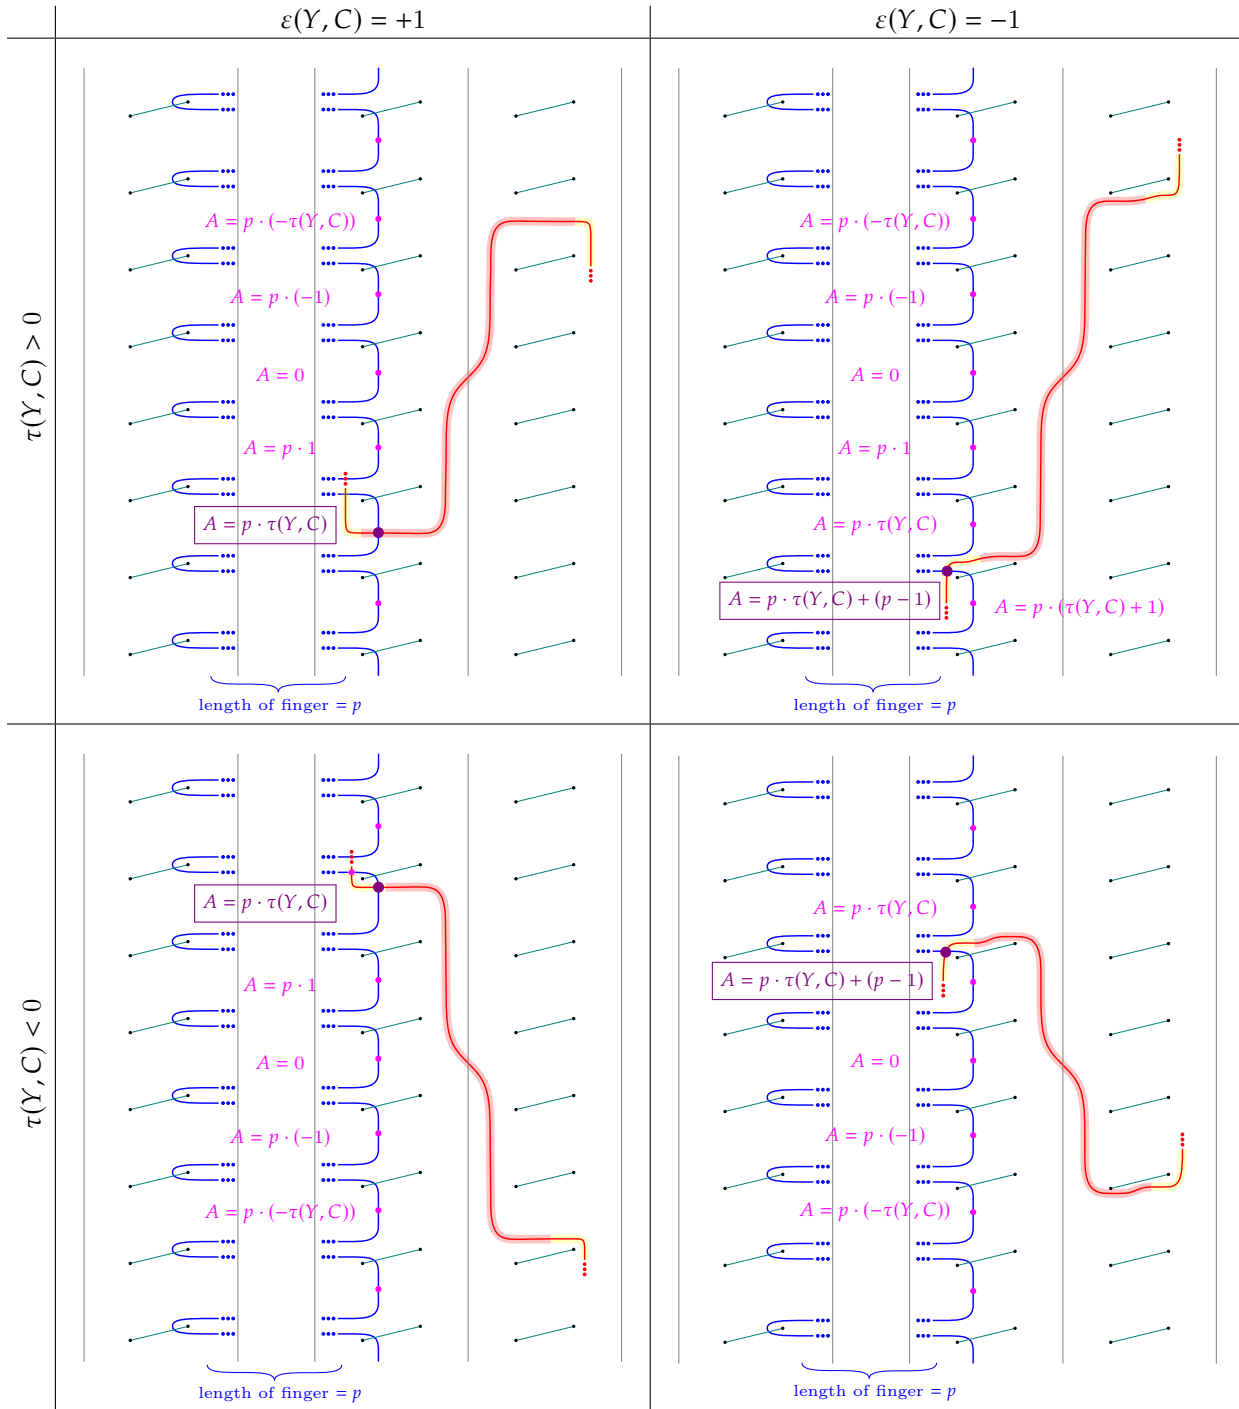 ε(Y, C) = +1
ε(Y, C) = −1
τ(Y, C) > 0
A = p · (−τ(Y, C))
A = p · (−1)
A = 0
A = p · 1
A = p · τ(Y, C)
length of finger = p
A = p · (−τ(Y, C))
A = p · (−1)
A = 0
A = p · 1
A = p · τ(Y, C)
A = p · τ(Y, C) + (p − 1)
A = p · (τ(Y, C) + 1)
length of finger = p
τ(Y, C) < 0
A = p · τ(Y, C)
A = p · 1
A = 0
A = p · (−1)
A = p · (−τ(Y, C))
length of finger = p
A = p · τ(Y, C)
A = p · τ(Y, C) + (p − 1)
A = 0
A = p · (−1)
A = p · (−τ(Y, C))
length of finger = p